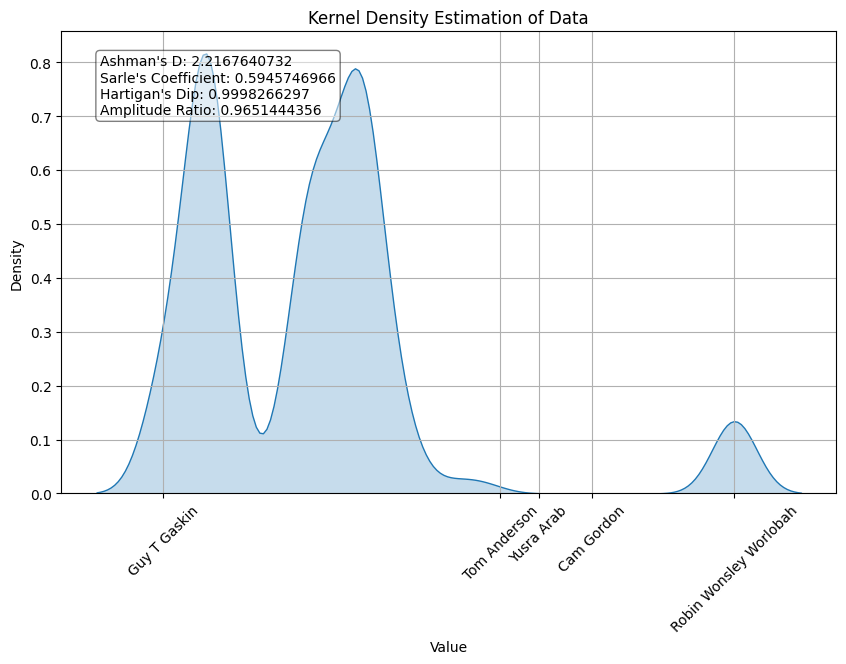 Kernel Density Estimation of Data
Ashman's D: 2.2167640732
Sarle's Coefficient: 0.5945746966
Hartigan's Dip: 0.9998266297
Amplitude Ratio: 0.9651444356
0.8
0.7
0.6
0.5
0.4
0.3
0.2
0.1
0.0
Density
Guy T Gaskin
Tom Anderson
Yusra Arab
Cam Gordon
Robin Wonsley Worlobah
Value